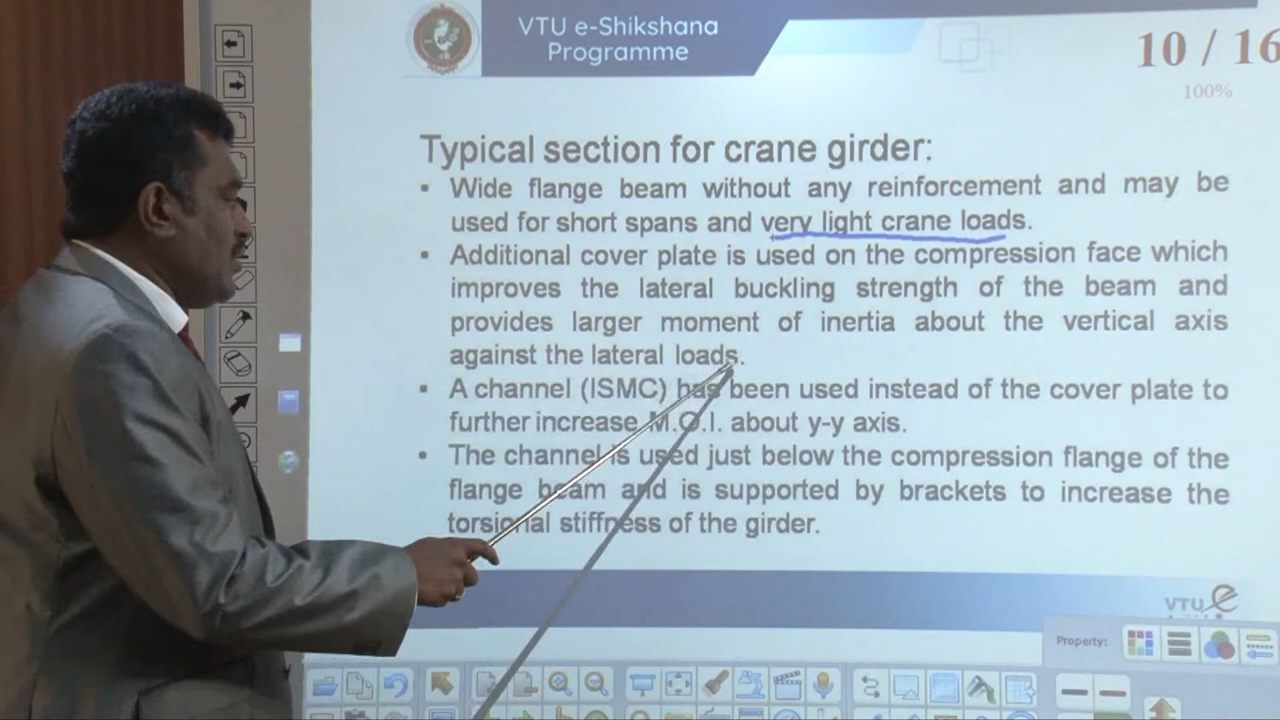 VTU e-Shikshana
Programme
10 / 16
100%
Typical section for crane girder:
• Wide flange beam without any reinforcement and may be
used for short spans and very light crane loads.
• Additional cover plate is used on the compression face which
improves the lateral buckling strength of the beam and
provides larger moment of inertia about the vertical axis
against the lateral loads.
• A channel (ISMC) has been used instead of the cover plate to
further increase M.O.I. about y-y axis.
• The channel is used just below the compression flange of the
flange beam and is supported by brackets to increase the
torsional stiffness of the girder.
VTU e
Property: